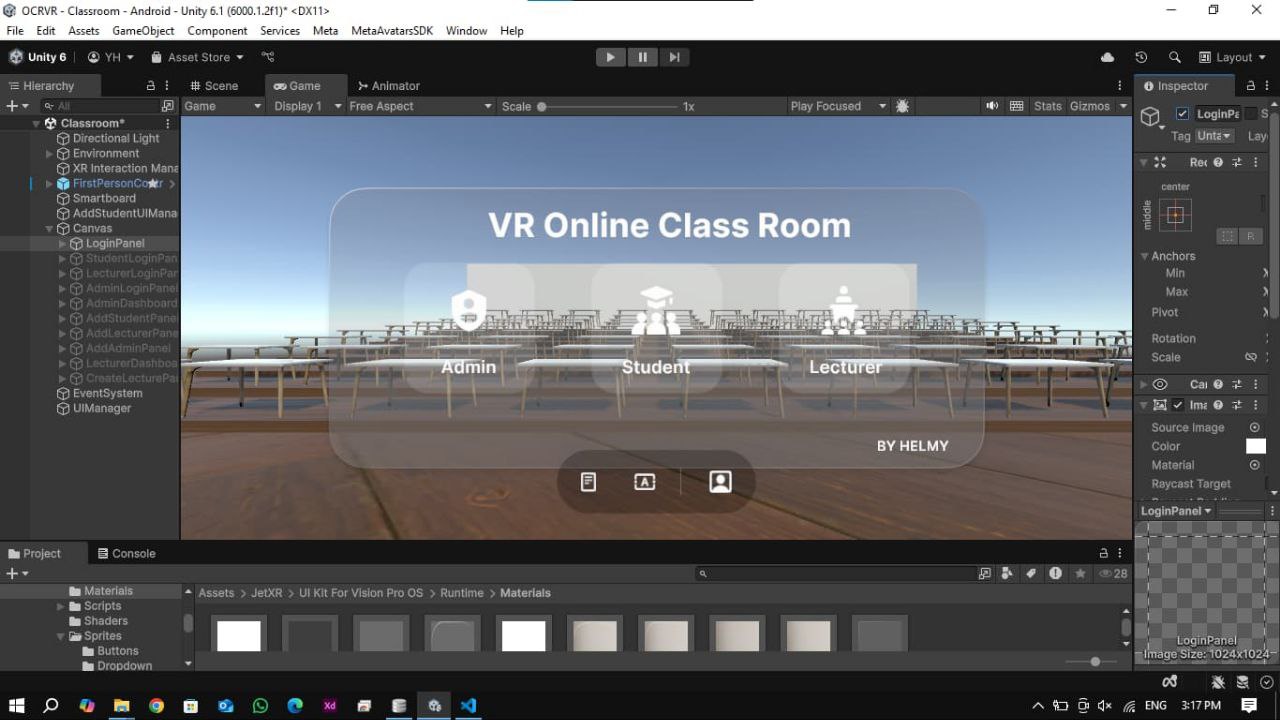 OCRVR - Classroom - Android - Unity 6.1 (6000.1.2f1)* <DX11>
File Edit Assets GameObject Component Services Meta MetaAvatarsSDK Window Help
Unity 6 YH Asset Store Layout
Hierarchy Scene Game Animator Inspector
All Game Display 1 Free Aspect Scale 1x Play Focused Stats Gizmos
LoginPa S
Classroom*
Directional Light
Environment
XR Interaction Mana
FirstPersonCo r
Smartboard
AddStudentUIMana
Canvas
LoginPanel
StudentLoginPan
LecturerLoginPan
AdminLoginPanel
AdminDashboard
AddStudentPanel
AddLecturerPane
AddAdminPanel
LecturerDashboa
CreateLecturePa
EventSystem
UIManager
VR Online Class Room
Admin Student Lecturer
BY HELMY
Tag Unta Laye
Rec
center
middle
R
Anchors
Min X
Max X
Pivot X
Rotation
Scale
Ca
Ima
Source Image
Color
Material
Raycast Target
LoginPanel
LoginPanel
Image Size: 1024x1024
Project Console
28
Materials
Scripts
Shaders
Sprites
Buttons
Dropdown
Assets > JetXR > UI Kit For Vision Pro OS > Runtime > Materials
Xd
ENG 3:17 PM